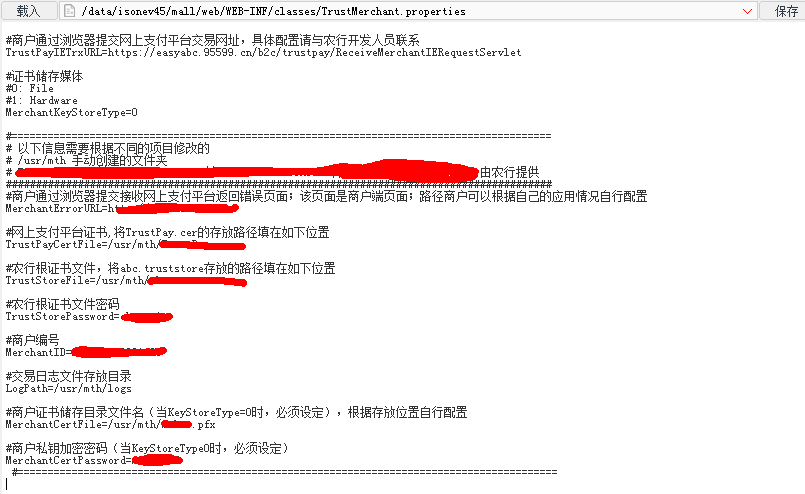 载入 /data/isonev45/mall/web/WEB-INF/classes/TrustMerchant.properties 保存
#商户通过浏览器提交网上支付平台交易网址，具体配置请与农行开发人员联系
TrustPayIETrxURL=https://easyabc.95599.cn/b2c/trustpay/ReceiveMerchantIERequestServlet
#证书储存媒体
#0: File
#1: Hardware
MerchantKeyStoreType=0
#==========================================================================
# 以下信息需要根据不同的项目修改的
# /usr/mth 手动创建的文件夹
# 由农行提供
###########################################################################
#商户通过浏览器提交接收网上支付平台返回错误页面；该页面是商户端页面；路径商户可以根据自己的应用情况自行配置
MerchantErrorURL=
#网上支付平台证书,将TrustPay.cer的存放路径填在如下位置
TrustPayCertFile=/usr/mth/
#农行根证书文件，将abc.truststore存放的路径填在如下位置
TrustStoreFile=/usr/mth/
#农行根证书文件密码
TrustStorePassword=
#商户编号
MerchantID=
#交易日志文件存放目录
LogPath=/usr/mth/logs
#商户证书储存目录文件名（当KeyStoreType=0时，必须设定），根据存放位置自行配置
MerchantCertFile=/usr/mth/ .pfx
#商户私钥加密密码（当KeyStoreType0时，必须设定）
MerchantCertPassword=
#==========================================================================